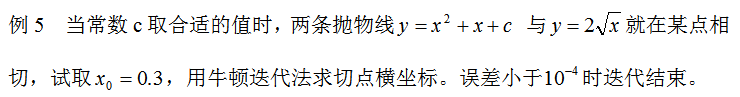 例 5 当常数 c 取合适的值时，两条抛物线 y = x² + x + c 与 y = 2√x 就在某点相
切，试取 x₀ = 0.3，用牛顿迭代法求切点横坐标。误差小于10⁻⁴ 时迭代结束。